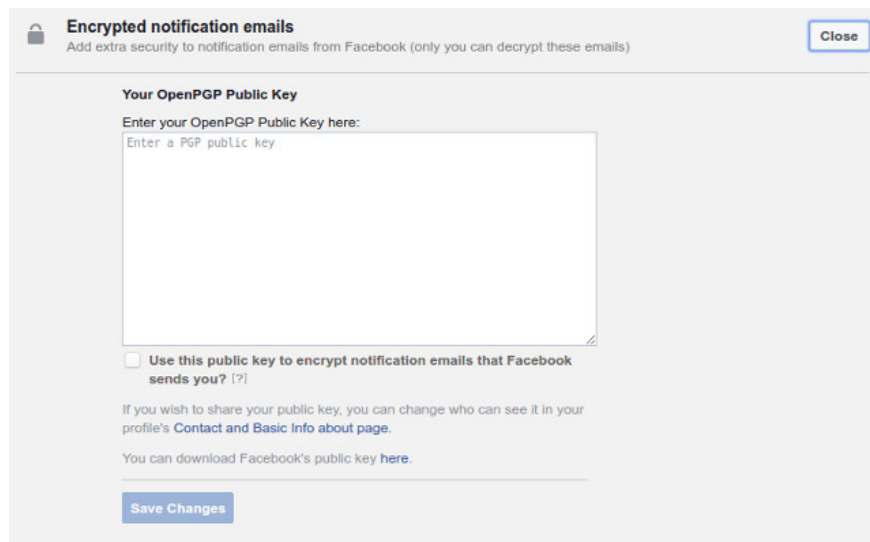 Encrypted notification emails
Add extra security to notification emails from Facebook (only you can decrypt these emails)
Close
Your OpenPGP Public Key
Enter your OpenPGP Public Key here:
Enter a PGP public key
Use this public key to encrypt notification emails that Facebook
sends you? [?]
If you wish to share your public key, you can change who can see it in your
profile's Contact and Basic Info about page.
You can download Facebook's public key here.
Save Changes